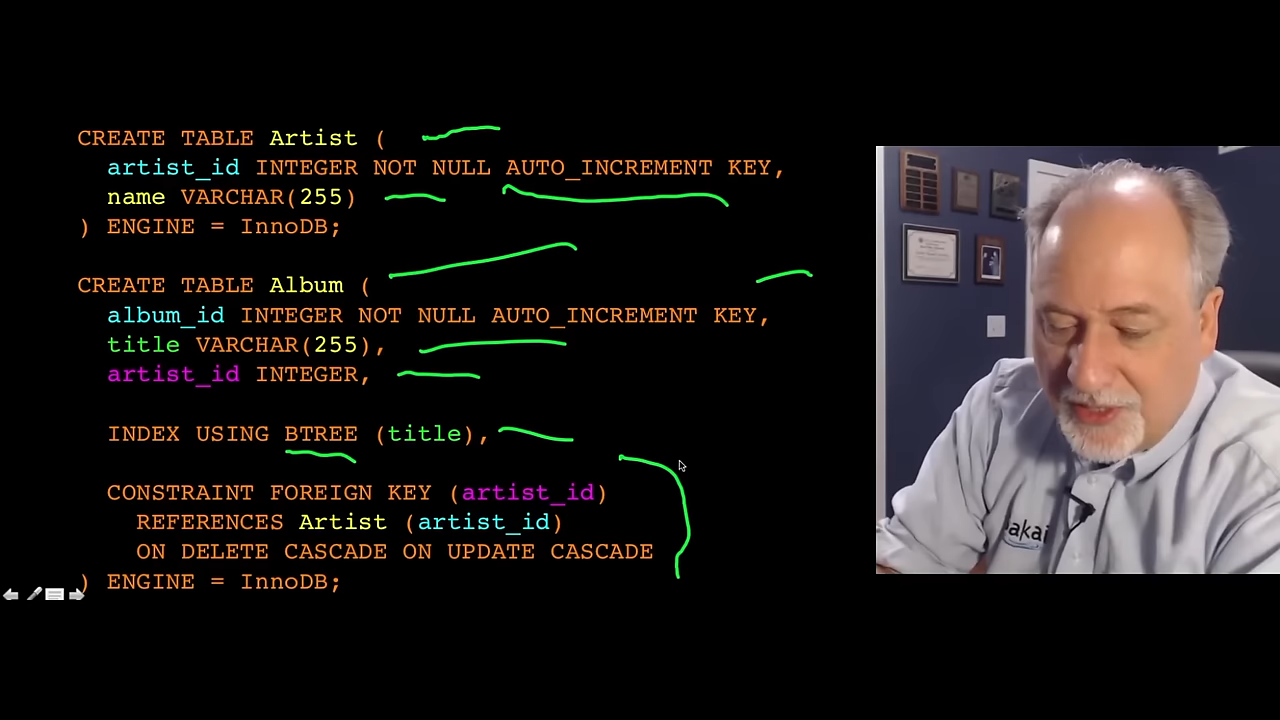 CREATE TABLE Artist (
artist_id INTEGER NOT NULL AUTO_INCREMENT KEY,
name VARCHAR(255)
) ENGINE = InnoDB;
CREATE TABLE Album (
album_id INTEGER NOT NULL AUTO_INCREMENT KEY,
title VARCHAR(255),
artist_id INTEGER,
INDEX USING BTREE (title),
CONSTRAINT FOREIGN KEY (artist_id)
REFERENCES Artist (artist_id)
ON DELETE CASCADE ON UPDATE CASCADE
) ENGINE = InnoDB;